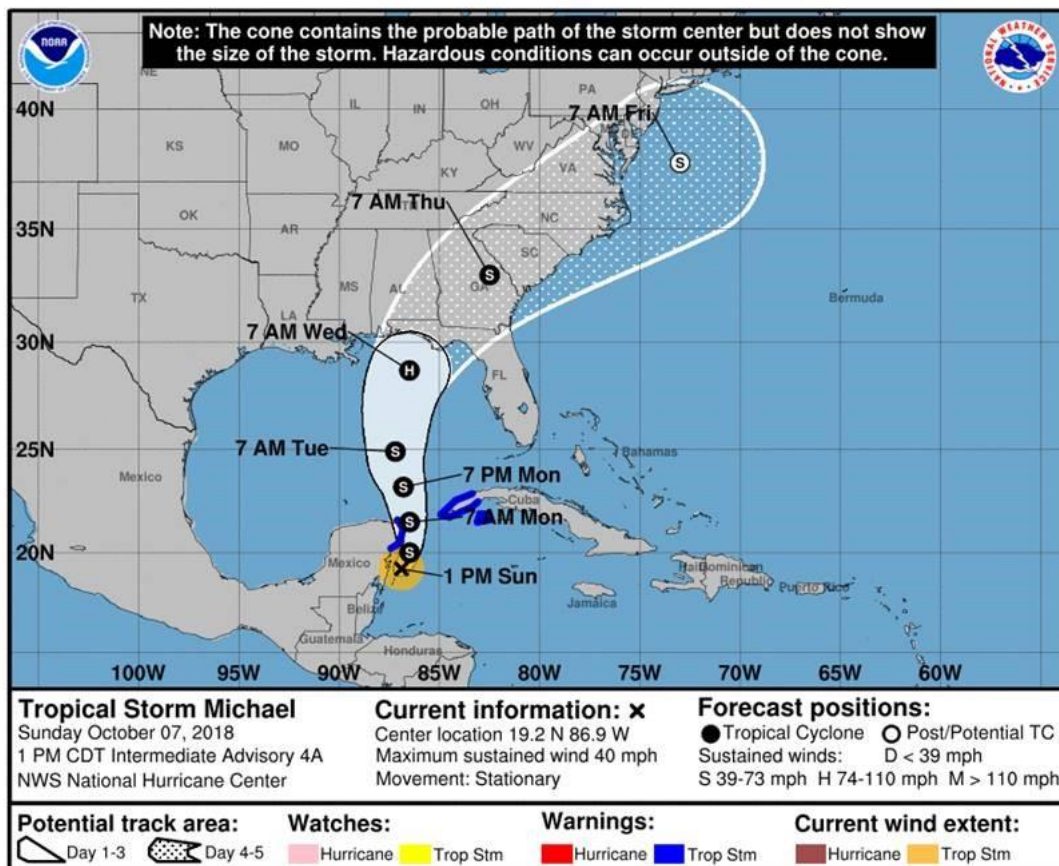 Note: The cone contains the probable path of the storm center but does not show
the size of the storm. Hazardous conditions can occur outside of the cone.
NOAA
NATIONAL WEATHER SERVICE
NE
PA
40N
IL
IN
OH
7 AM Fri
KS
MO
WV
VA
KY
7 AM Thu
OK
NC
35N
AR
SC
MS
AL
GA
TX
LA
Bermuda
7 AM Wed
30N
H
FL
25N
7 AM Tue
S
Bahamas
Mexico
S
7 PM Mon
Cuba
S
7 AM Mon
20N
S
Mexico
1 PM Sun
Haiti
Dominican
Republic
Puerto Rico
Jamaica
Belize
Guatemala
Honduras
100W 95W 90W 85W 80W 75W 70W 65W 60W
Tropical Storm Michael
Sunday October 07, 2018
1 PM CDT Intermediate Advisory 4A
NWS National Hurricane Center
Current information: ×
Center location 19.2 N 86.9 W
Maximum sustained wind 40 mph
Movement: Stationary
Forecast positions:
Tropical Cyclone Post/Potential TC
Sustained winds: D < 39 mph
S 39-73 mph H 74-110 mph M > 110 mph
Potential track area:
Day 1-3 Day 4-5
Watches:
Hurricane Trop Stm
Warnings:
Hurricane Trop Stm
Current wind extent:
Hurricane Trop Stm